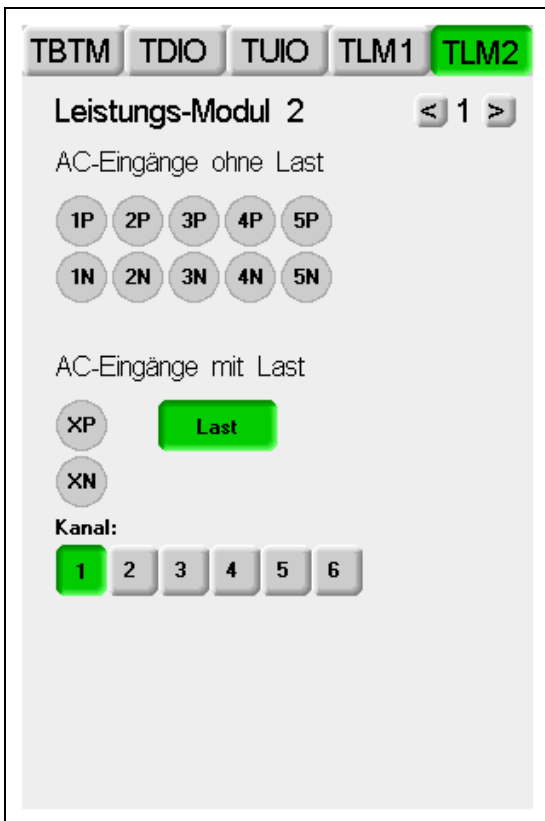 TBTM TDIO TUIO TLM1 TLM2
Leistungs-Modul 2 < 1 >
AC-Eingänge ohne Last
1P 2P 3P 4P 5P
1N 2N 3N 4N 5N
AC-Eingänge mit Last
XP Last
XN
Kanal:
1 2 3 4 5 6